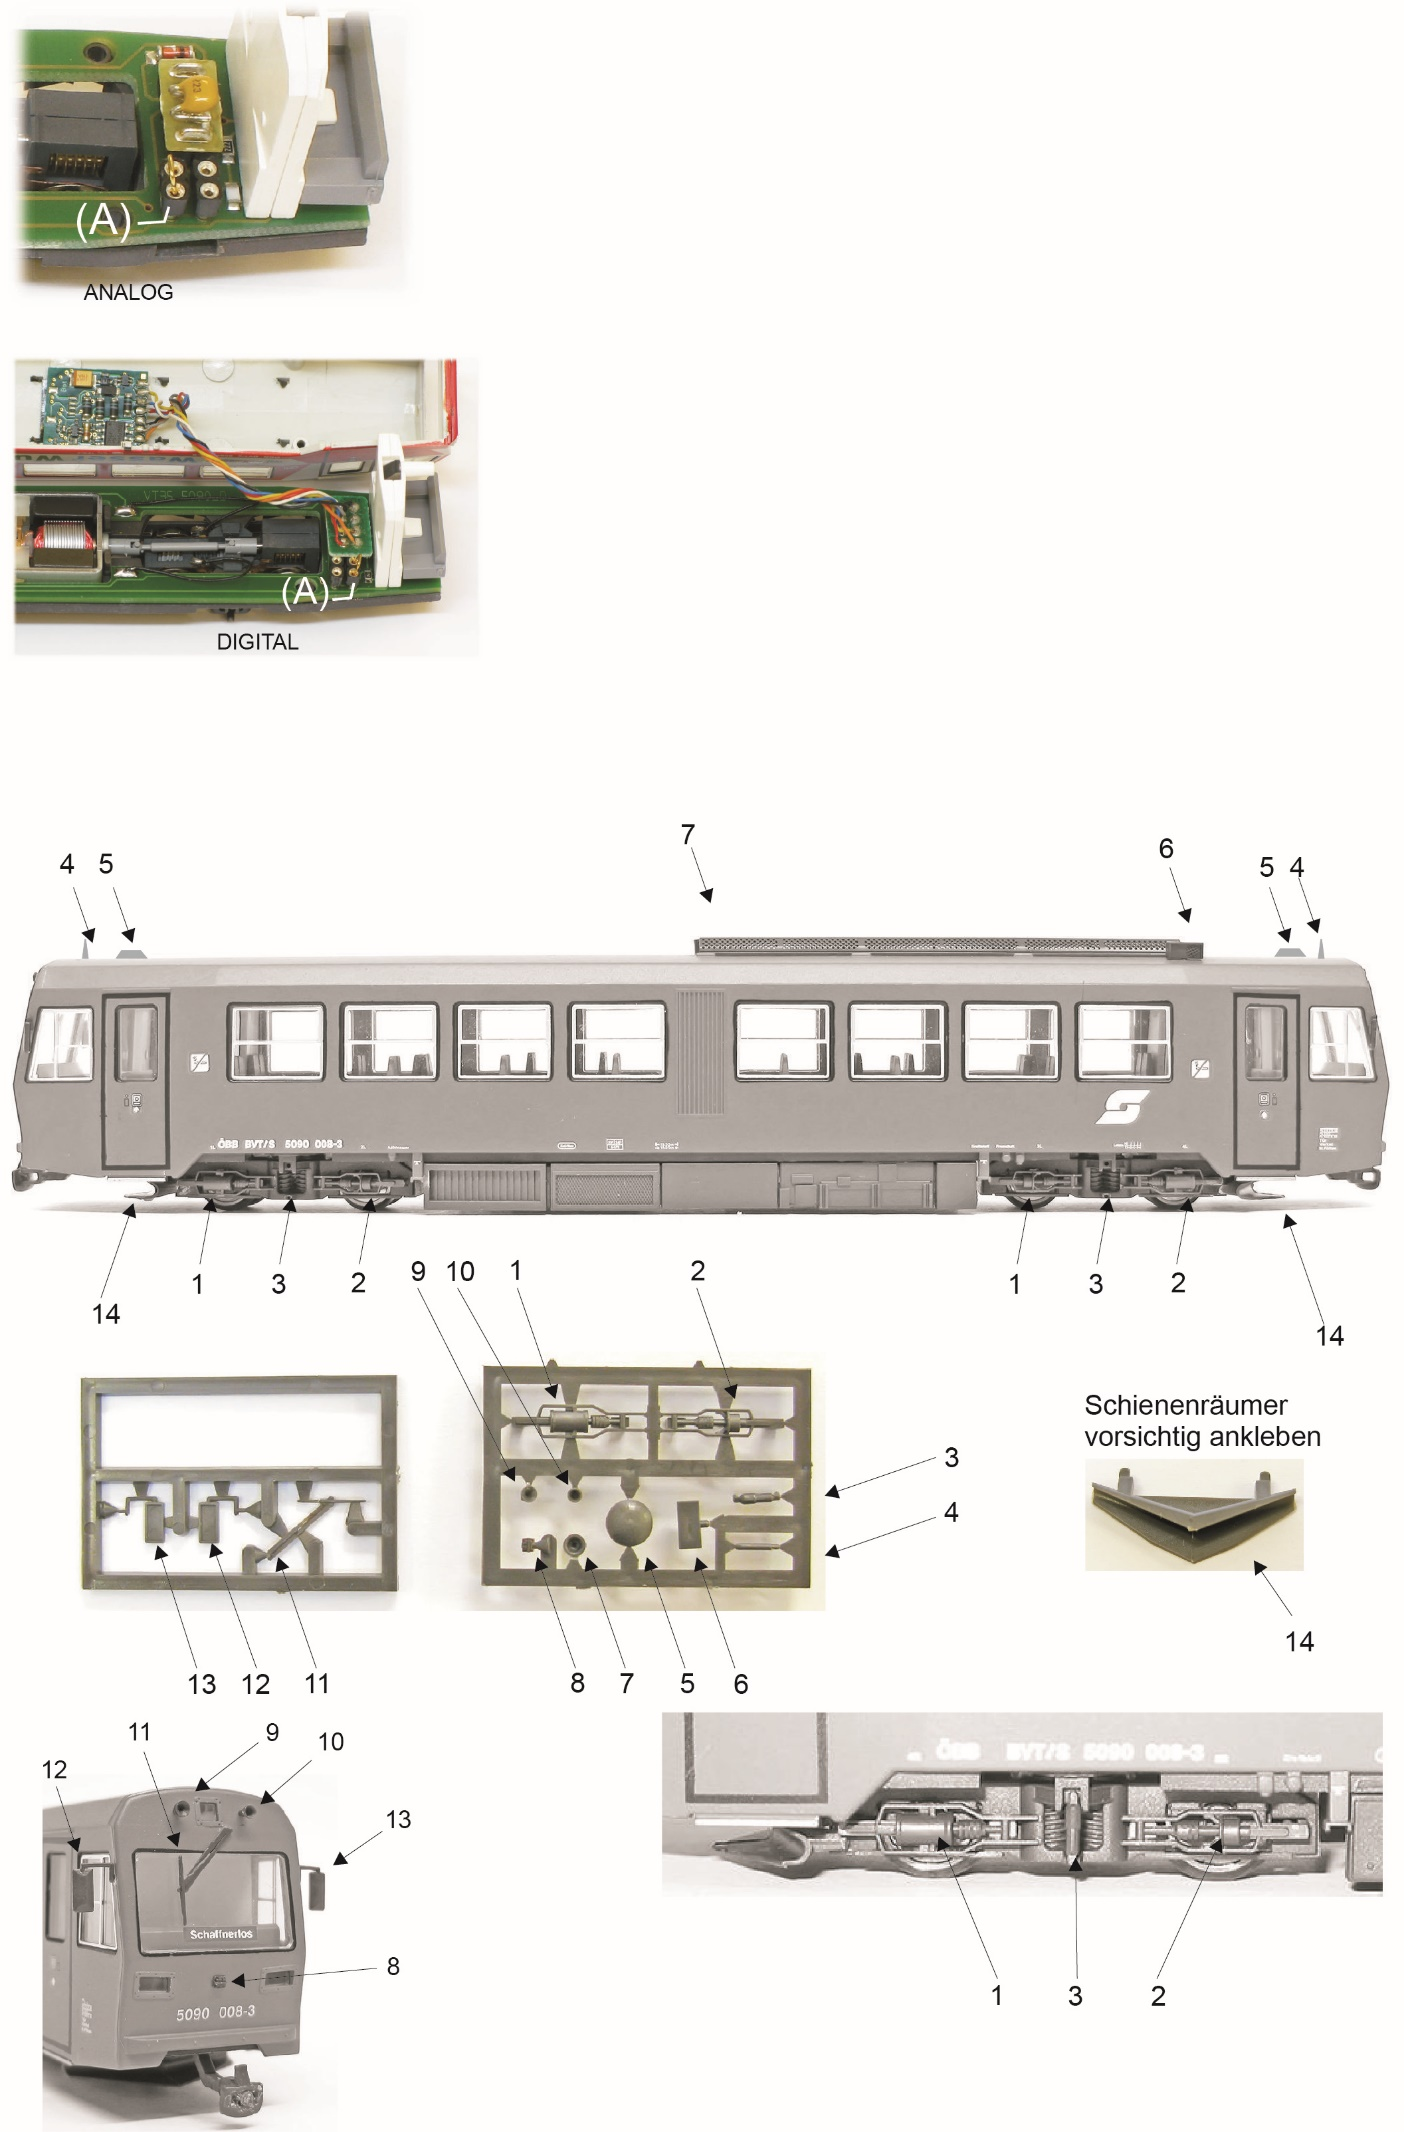 (A)
ANALOG
(A)
DIGITAL
7
6
4 5
5 4
ÖBB BVT/S 5090 008-3
14
1
3
2
1
3
2
14
9 10 1 2
3
4
Schienenräumer
vorsichtig ankleben
14
13 12 11
8 7 5 6
11
9
10
12
13
Schaffnerlos
8
5090 008-3
ÖBB BVT/S 5090 008-3
1
3
2